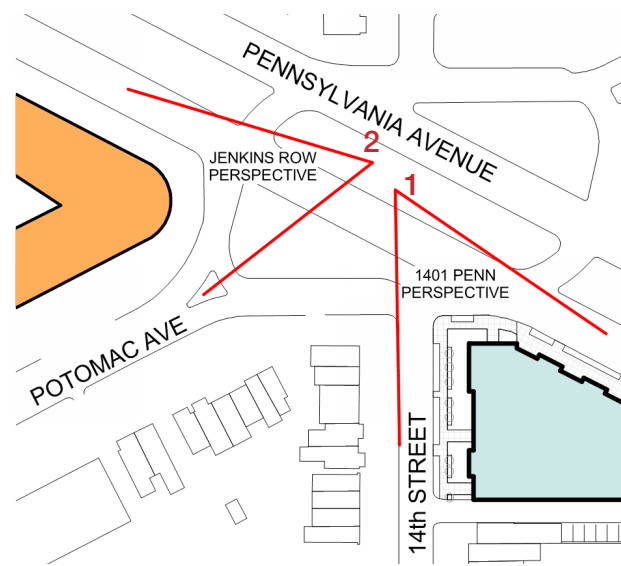 PENNSYLVANIA AVENUE
2
JENKINS ROW
PERSPECTIVE
1
1401 PENN
PERSPECTIVE
POTOMAC AVE
14th STREET